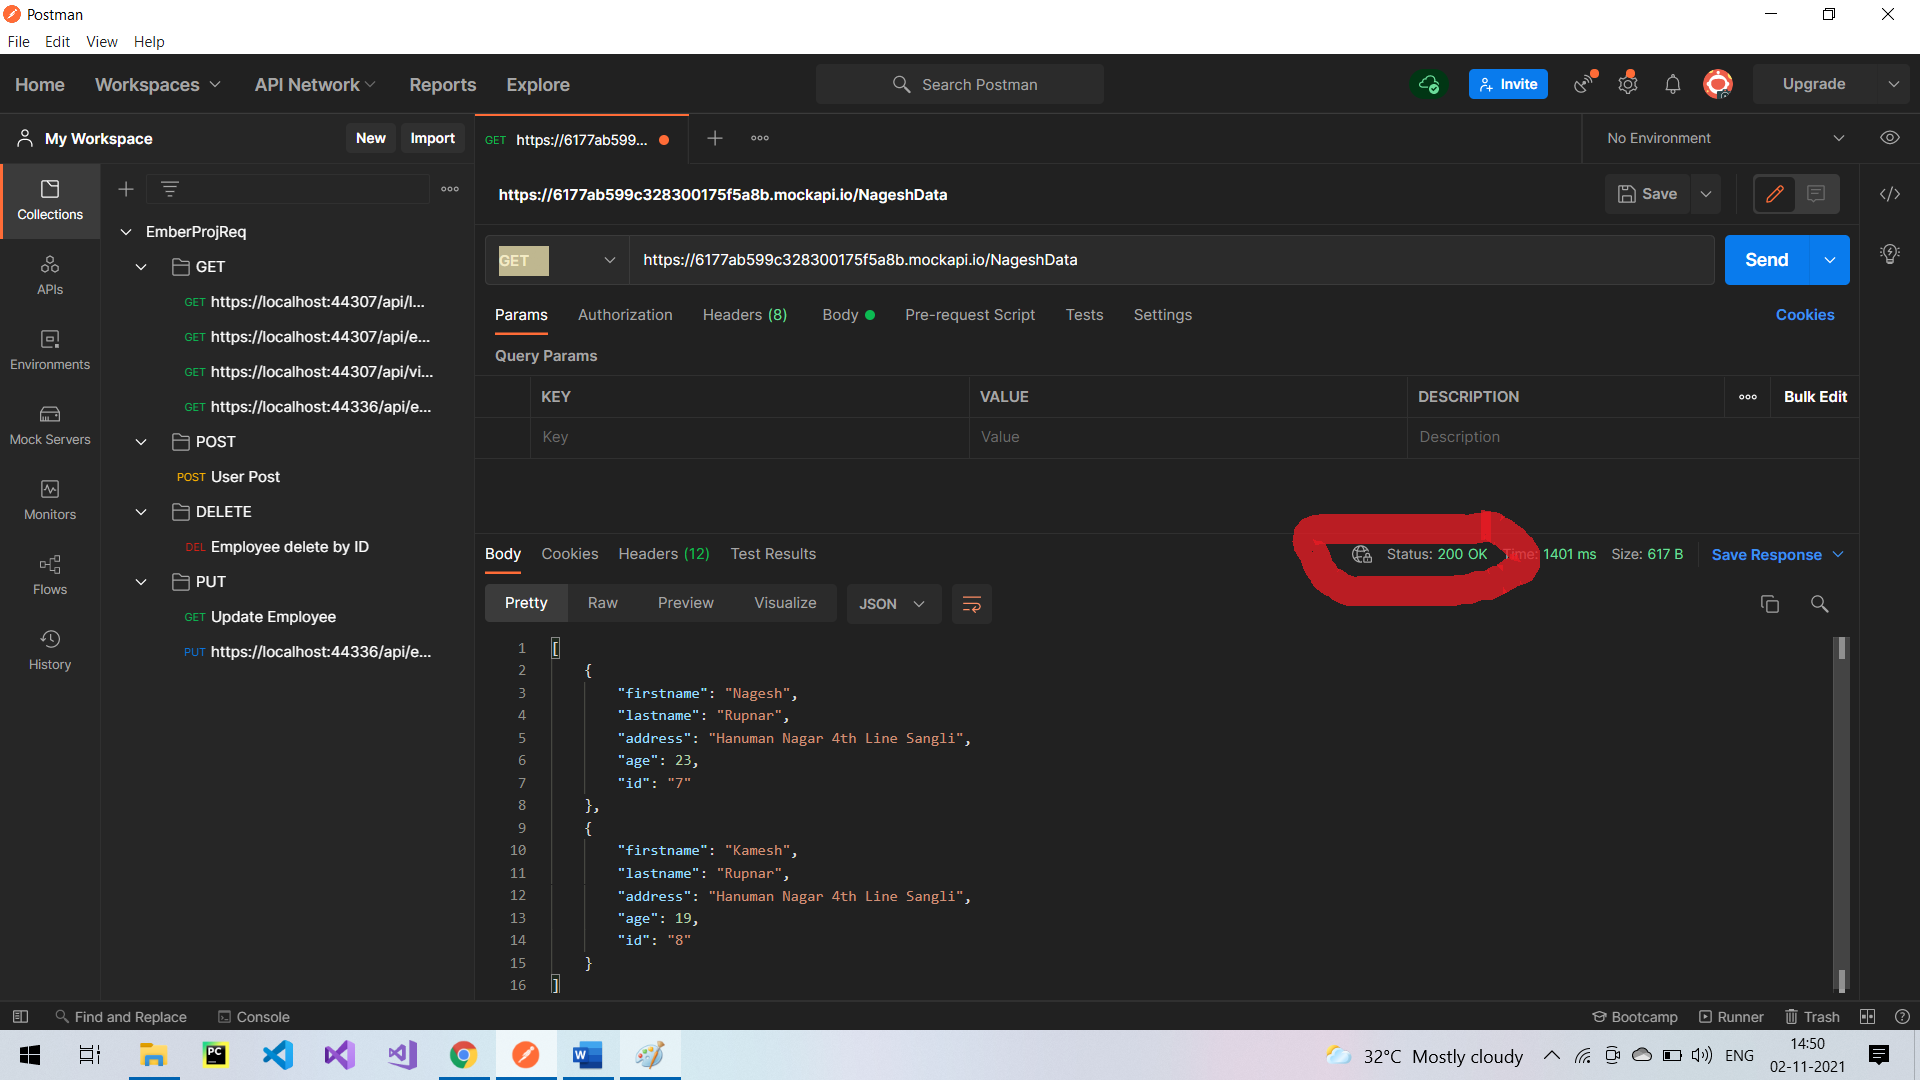 Postman
File Edit View Help
Home Workspaces API Network Reports Explore Search Postman Invite Upgrade
My Workspace New Import GET https://6177ab599... No Environment
Collections
APIs
Environments
Mock Servers
Monitors
Flows
History
EmberProjReq
GET
GET https://localhost:44307/api/l...
GET https://localhost:44307/api/e...
GET https://localhost:44307/api/vi...
GET https://localhost:44336/api/e...
POST
POST User Post
DELETE
DEL Employee delete by ID
PUT
GET Update Employee
PUT https://localhost:44336/api/e...
https://6177ab599c328300175f5a8b.mockapi.io/NageshData Save
GET https://6177ab599c328300175f5a8b.mockapi.io/NageshData Send
Params Authorization Headers (8) Body Pre-request Script Tests Settings Cookies
Query Params
KEY VALUE DESCRIPTION Bulk Edit
Key Value Description
Body Cookies Headers (12) Test Results Status: 200 OK Time: 1401 ms Size: 617 B Save Response
Pretty Raw Preview Visualize JSON
1 [
2 {
3 "firstname": "Nagesh",
4 "lastname": "Rupnar",
5 "address": "Hanuman Nagar 4th Line Sangli",
6 "age": 23,
7 "id": "7"
8 },
9 {
10 "firstname": "Kamesh",
11 "lastname": "Rupnar",
12 "address": "Hanuman Nagar 4th Line Sangli",
13 "age": 19,
14 "id": "8"
15 }
16 ]
Find and Replace Console Bootcamp Runner Trash
PC W 32°C Mostly cloudy ENG 14:50
02-11-2021